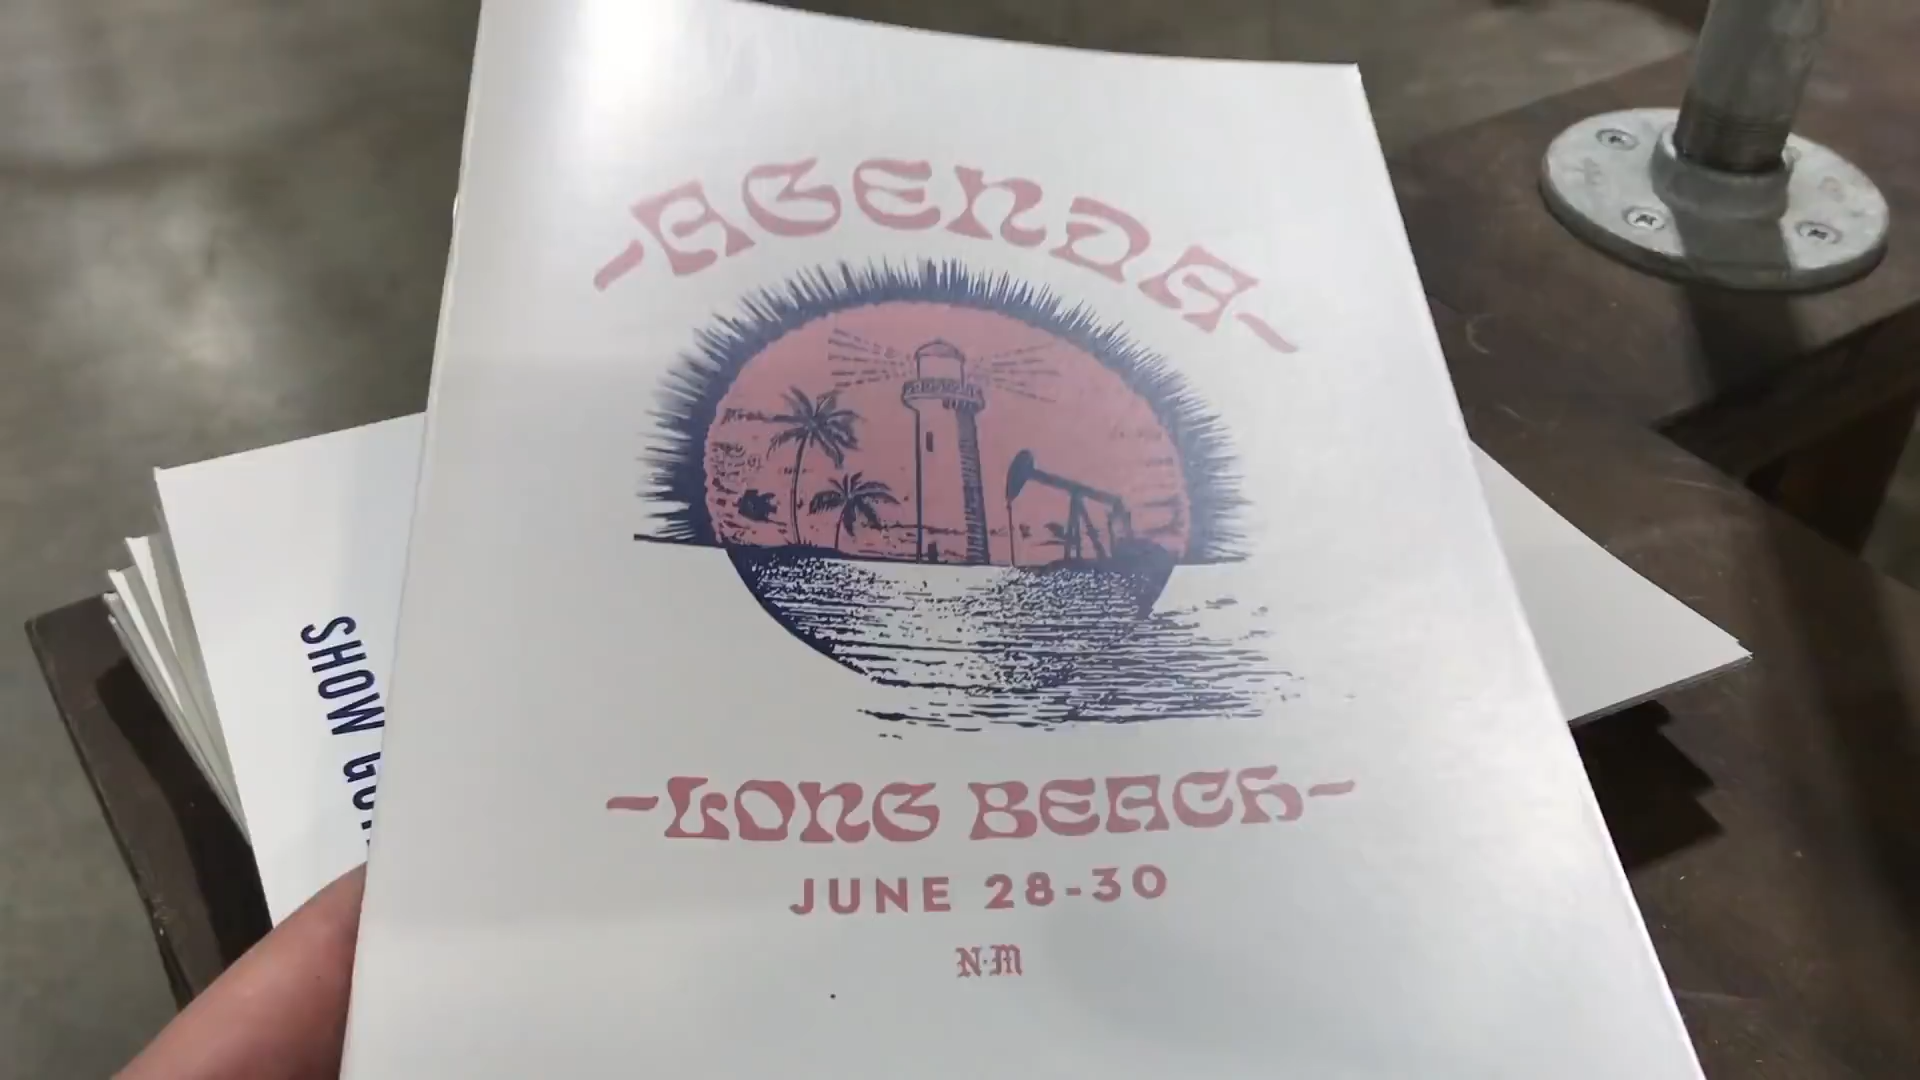 -AGENDA-
-LONG BEACH-
JUNE 28-30
N·M
SHOW